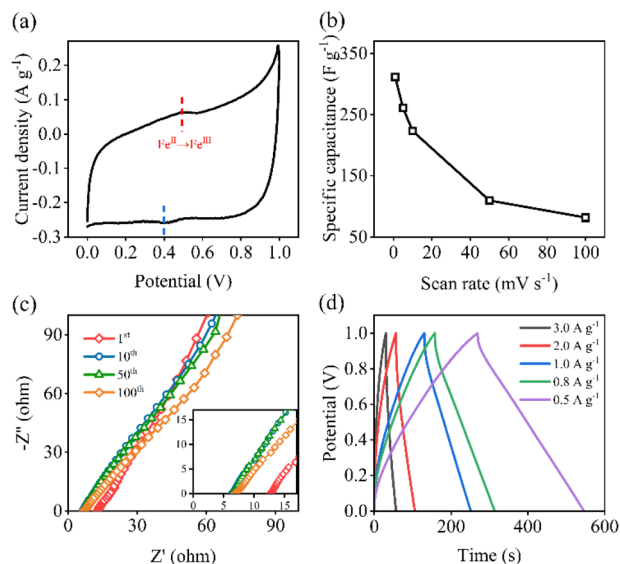 (a)
Current density (A g⁻¹)
0.2
0.1
0.0
-0.1
-0.2
-0.3
Feᴵᴵ→Feᴵᴵᴵ
0.0 0.2 0.4 0.6 0.8 1.0
Potential (V)
(b)
Specific capacitance (F g⁻¹)
350
250
150
50
0 20 40 60 80 100
Scan rate (mV s⁻¹)
(c)
-Z'' (ohm)
90
60
30
0
1ˢᵗ
10ᵗʰ
50ᵗʰ
100ᵗʰ
15
10
5
0
0 5 10 15
0 30 60 90
Z' (ohm)
(d)
Potential (V)
1.0
0.8
0.6
0.4
0.2
0.0
3.0 A g⁻¹
2.0 A g⁻¹
1.0 A g⁻¹
0.8 A g⁻¹
0.5 A g⁻¹
0 200 400 600
Time (s)